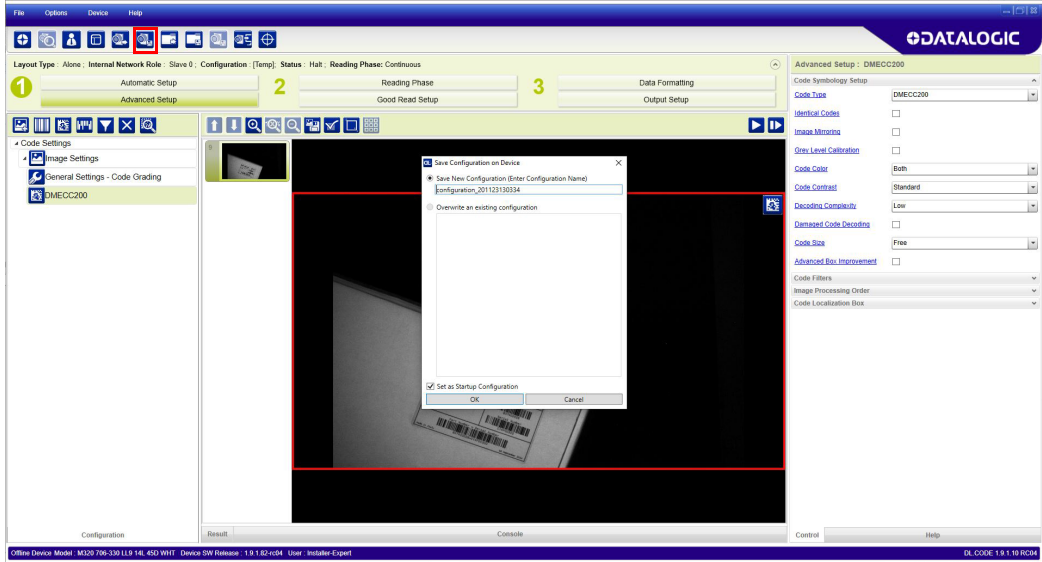 File Options Device Help
DATALOGIC
Layout Type : Alone ; Internal Network Role : Slave 0 ; Configuration : [Temp]; Status : Halt ; Reading Phase: Continuous
1 Automatic Setup
Advanced Setup
2 Reading Phase
Good Read Setup
3 Data Formatting
Output Setup
Code Settings
Image Settings
General Settings - Code Grading
DMECC200
Configuration
Save Configuration on Device
Save New Configuration (Enter Configuration Name)
configuration_201123130334
Overwrite an existing configuration
Set as Startup Configuration
OK Cancel
Result Console
Advanced Setup : DMECC200
Code Symbology Setup
Code Type DMECC200
Identical Codes
Image Mirroring
Grey Level Calibration
Code Color Both
Code Contrast Standard
Decoding Complexity Low
Damaged Code Decoding
Code Size Free
Advanced Box Improvement
Code Filters
Image Processing Order
Code Localization Box
Control Help
Offline Device Model : M320 706-330 LL9 14L 45D WHT Device SW Release : 1.9.1.82-rc04 User : Installer-Expert
DL.CODE 1.9.1.10 RC04